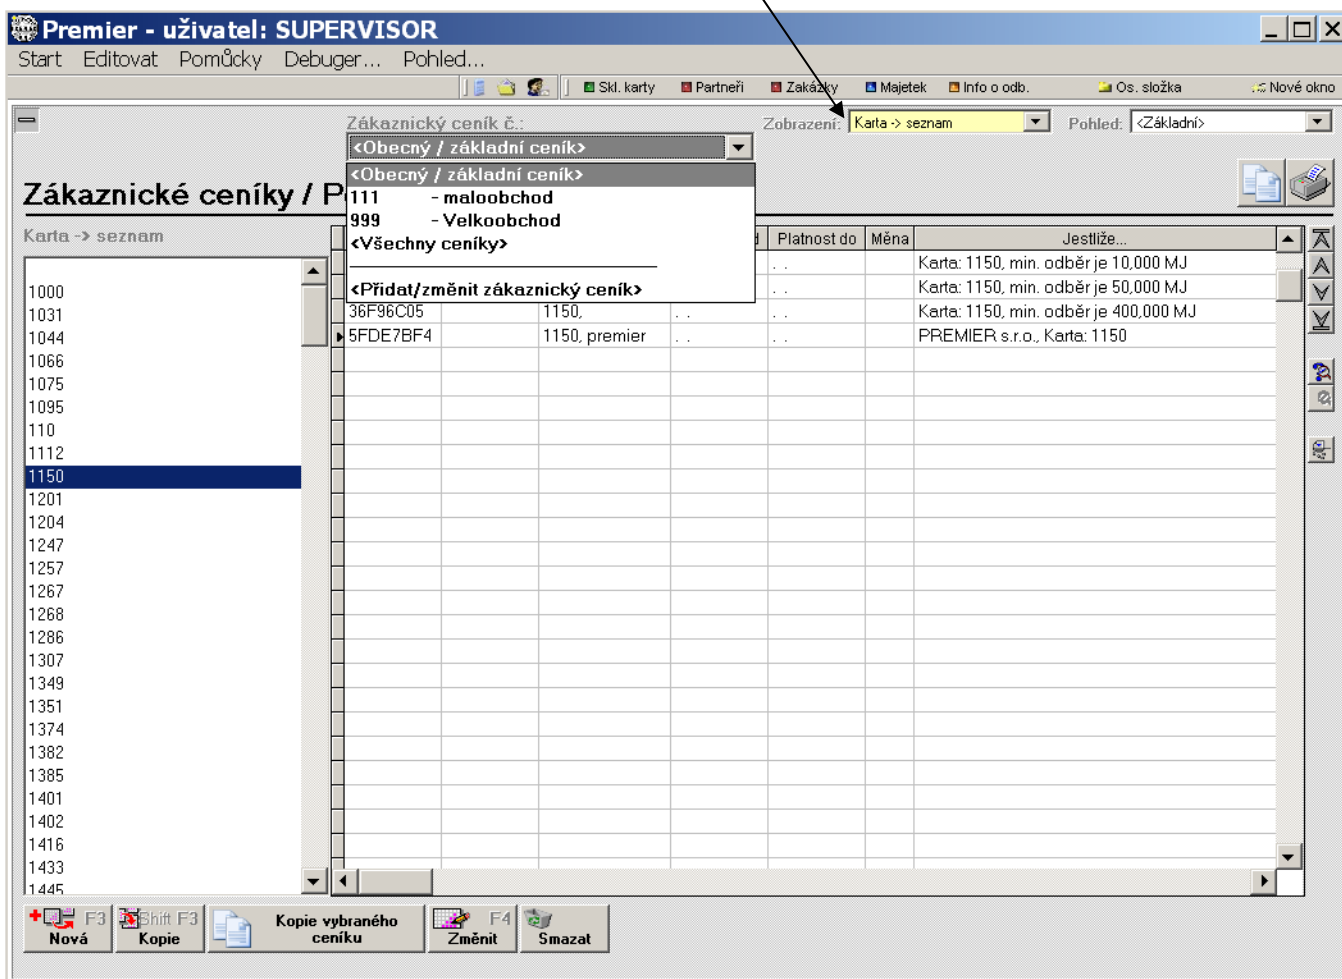 Premier - uživatel: SUPERVISOR
Start Editovat Pomůcky Debuger... Pohled...
Skl. karty Partneři Zakázky Majetek Info o odb. Os. složka Nové okno
Zákaznický ceník č.: Zobrazení: Karta -> seznam Pohled: <Základní>
<Obecný / základní ceník>
<Obecný / základní ceník>
111 - maloobchod
999 - Velkoobchod
<Všechny ceníky>
<Přidat/změnit zákaznický ceník>
Zákaznické ceníky / P
Karta -> seznam
d Platnost do Měna Jestliže...
. . Karta: 1150, min. odběr je 10,000 MJ
. . Karta: 1150, min. odběr je 50,000 MJ
36F96C05 1150, . . . . Karta: 1150, min. odběr je 400,000 MJ
5FDE7BF4 1150, premier . . . . PREMIER s.r.o., Karta: 1150
1000
1031
1044
1066
1075
1095
110
1112
1150
1201
1204
1247
1257
1267
1268
1286
1307
1349
1351
1374
1382
1385
1401
1402
1416
1433
1445
F3 Nová
Shift F3 Kopie
Kopie vybraného ceníku
F4 Změnit
Smazat